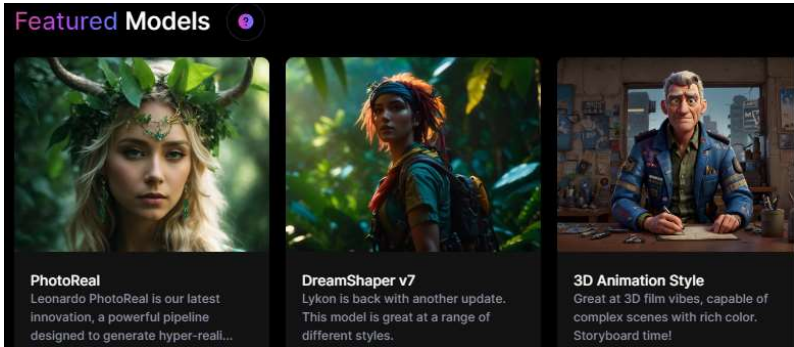 Featured Models ?
PhotoReal
Leonardo PhotoReal is our latest
innovation, a powerful pipeline
designed to generate hyper-reali...
DreamShaper v7
Lykon is back with another update.
This model is great at a range of
different styles.
3D Animation Style
Great at 3D film vibes, capable of
complex scenes with rich color.
Storyboard time!